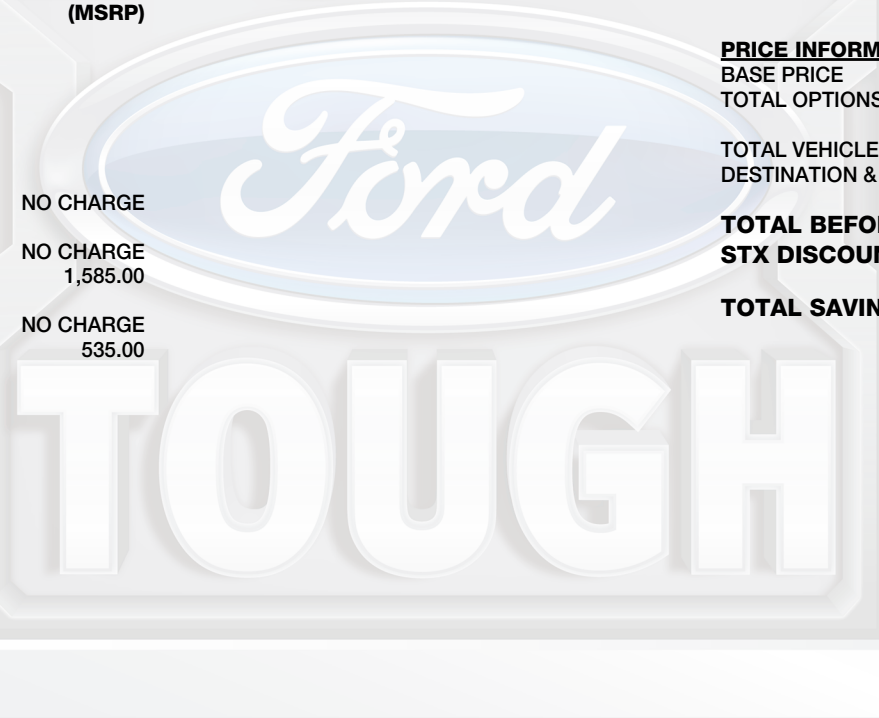 (MSRP)
NO CHARGE
NO CHARGE
1,585.00
NO CHARGE
535.00
PRICE INFORM
BASE PRICE
TOTAL OPTIONS
TOTAL VEHICLE
DESTINATION &
TOTAL BEFO
STX DISCOUN
TOTAL SAVIN
Ford
TOUGH